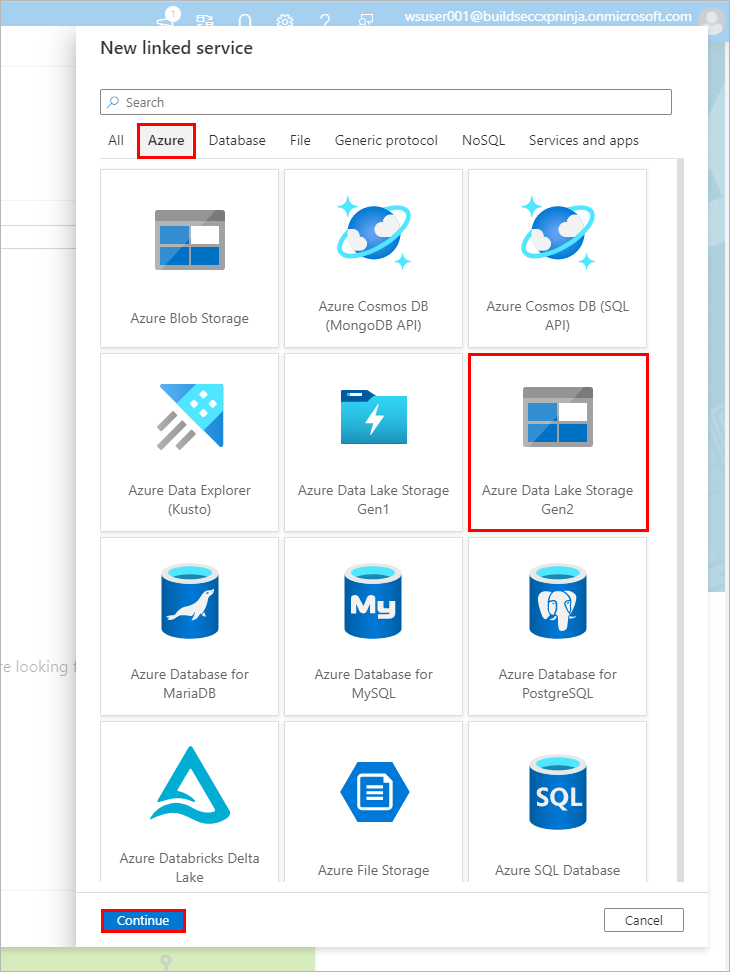 1
wsuser001@buildseccxpninja.onmicrosoft.com
New linked service
Search
All Azure Database File Generic protocol NoSQL Services and apps
Azure Blob Storage
Azure Cosmos DB
(MongoDB API)
Azure Cosmos DB (SQL
API)
Azure Data Explorer
(Kusto)
Azure Data Lake Storage
Gen1
Azure Data Lake Storage
Gen2
re looking f
Azure Database for
MariaDB
My
Azure Database for
MySQL
Azure Database for
PostgreSQL
Azure Databricks Delta
Lake
Azure File Storage
SQL
Azure SQL Database
Continue
Cancel